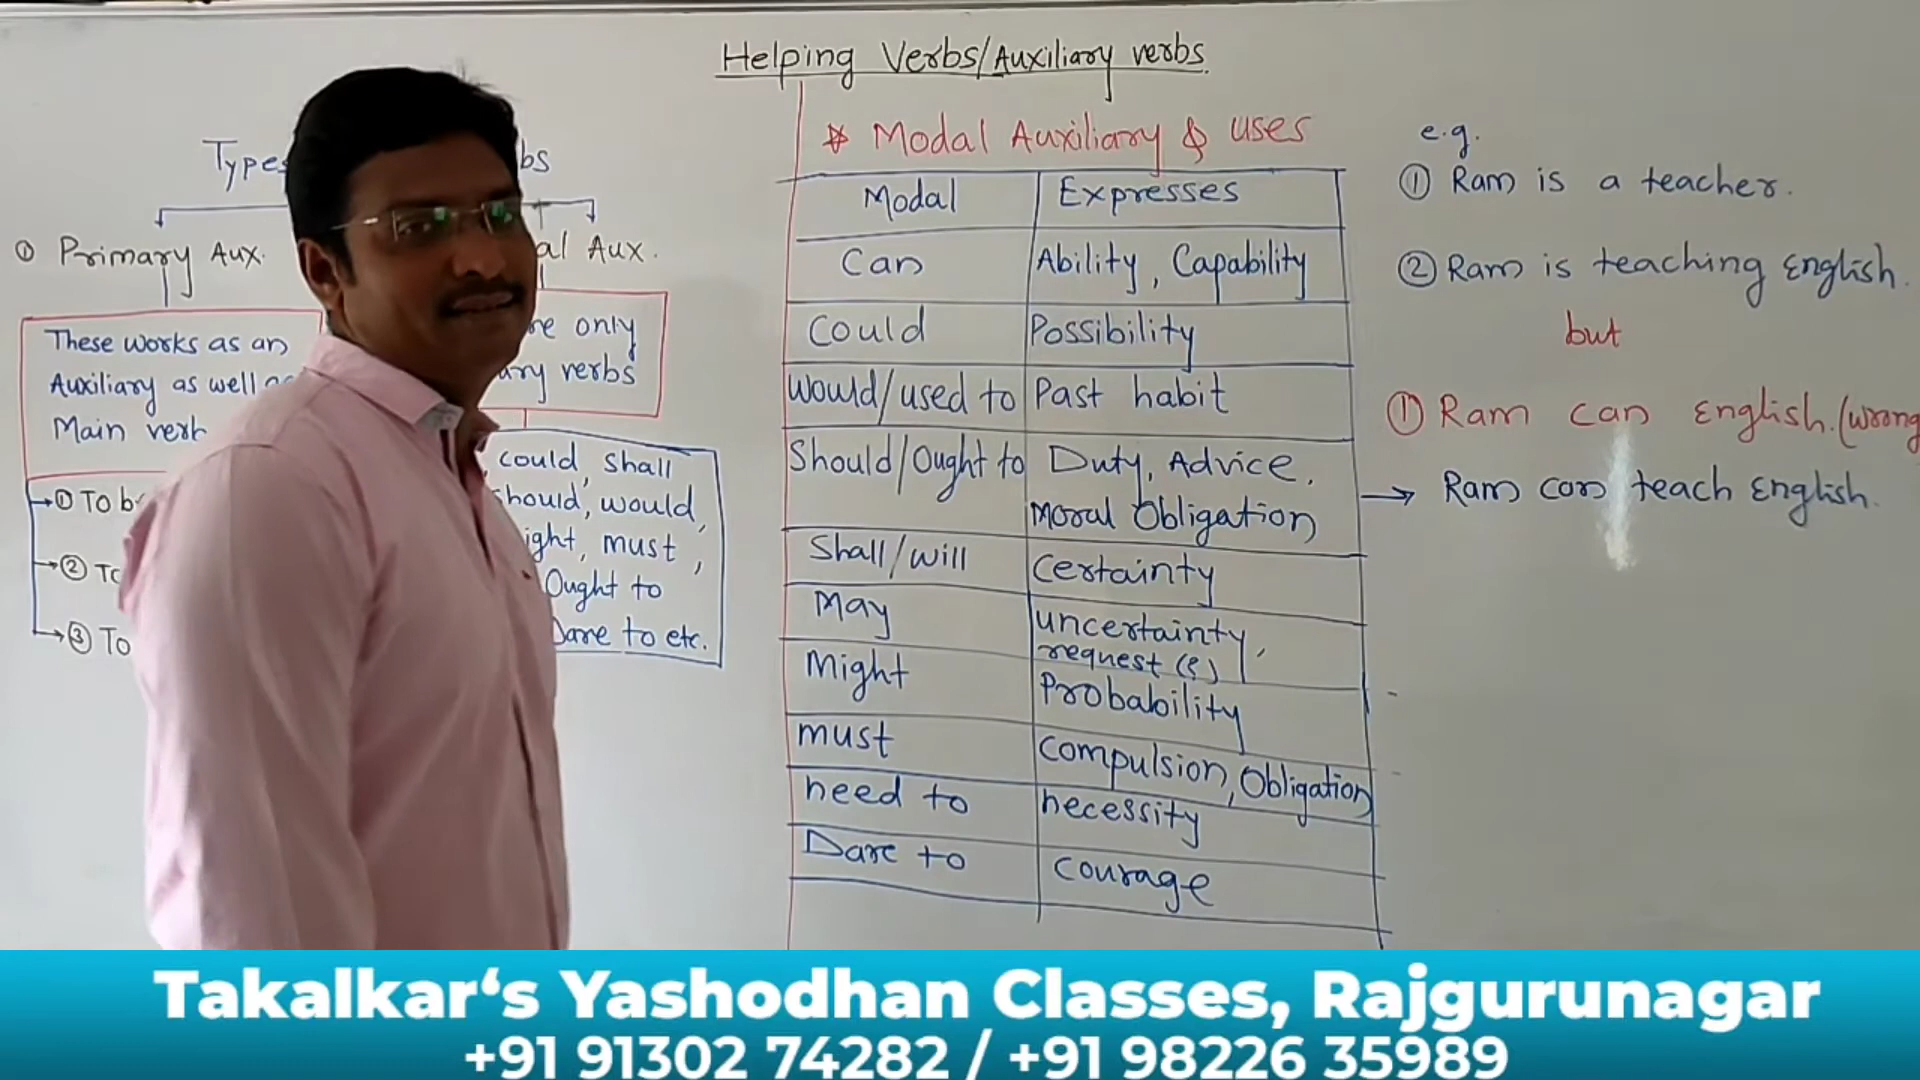 Helping Verbs/Auxiliary verbs.
Types
bs
① Primary Aux.
al Aux.
These works as an
Auxiliary as well
Main verb
only
ary verbs
① To b
② To
③ To
could, shall
should, would,
ight, must,
Ought to
Dare to etc.
* Modal Auxiliary & uses
Modal Expresses
Can Ability, Capability
Could Possibility
would/used to Past habit
Should/Ought to Duty, Advice,
Moral Obligation
Shall/will Certainty
May uncertainty,
request (?)
Might Probability
must Compulsion, Obligation
need to necessity
Dare to courage
e.g.
① Ram is a teacher.
② Ram is teaching English.
but
① Ram can English. (wrong
→ Ram can teach English.
Takalkar‘s Yashodhan Classes, Rajgurunagar
+91 91302 74282 / +91 98226 35989